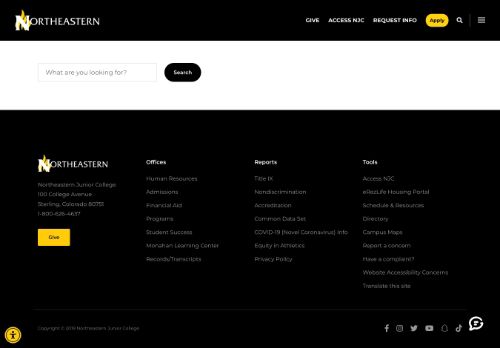 NORTHEASTERN
GIVE ACCESS NJC REQUEST INFO Apply
What are you looking for? Search
NORTHEASTERN
Northeastern Junior College
100 College Avenue
Sterling, Colorado 80751
1-800-626-4637
Give
Offices
Human Resources
Admissions
Financial Aid
Programs
Student Success
Monahan Learning Center
Records/Transcripts
Reports
Title IX
Nondiscrimination
Accreditation
Common Data Set
COVID-19 (Novel Coronavirus) Info
Equity in Athletics
Privacy Policy
Tools
Access NJC
eRezLife Housing Portal
Schedule & Resources
Directory
Campus Maps
Report a concern
Have a complaint?
Website Accessibility Concerns
Translate this site
Copyright © 2019 Northeastern Junior College